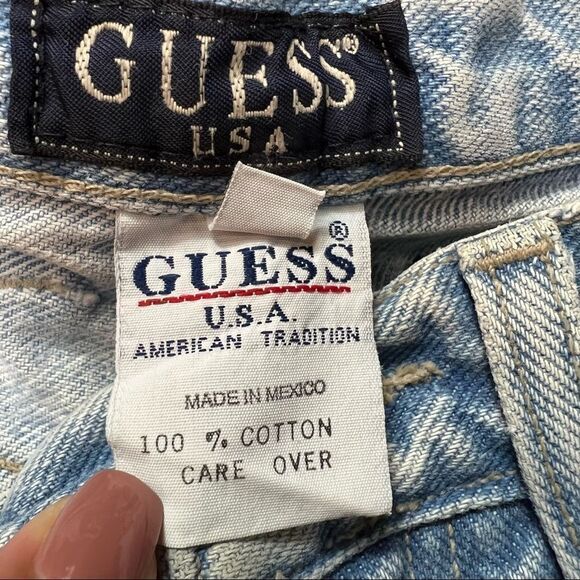 GUESS®
USA
GUESS®
U.S.A.
AMERICAN TRADITION
MADE IN MEXICO
100 % COTTON
CARE OVER